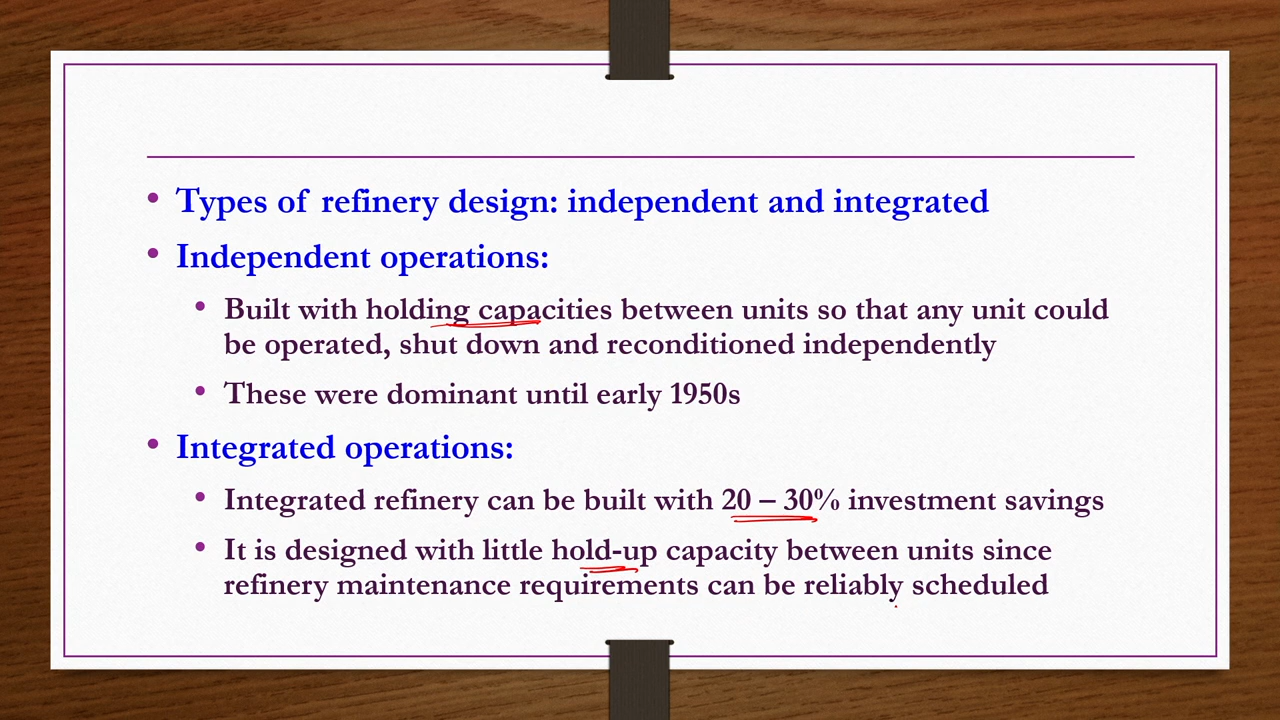 • Types of refinery design: independent and integrated
• Independent operations:
• Built with holding capacities between units so that any unit could
be operated, shut down and reconditioned independently
• These were dominant until early 1950s
• Integrated operations:
• Integrated refinery can be built with 20 – 30% investment savings
• It is designed with little hold-up capacity between units since
refinery maintenance requirements can be reliably scheduled